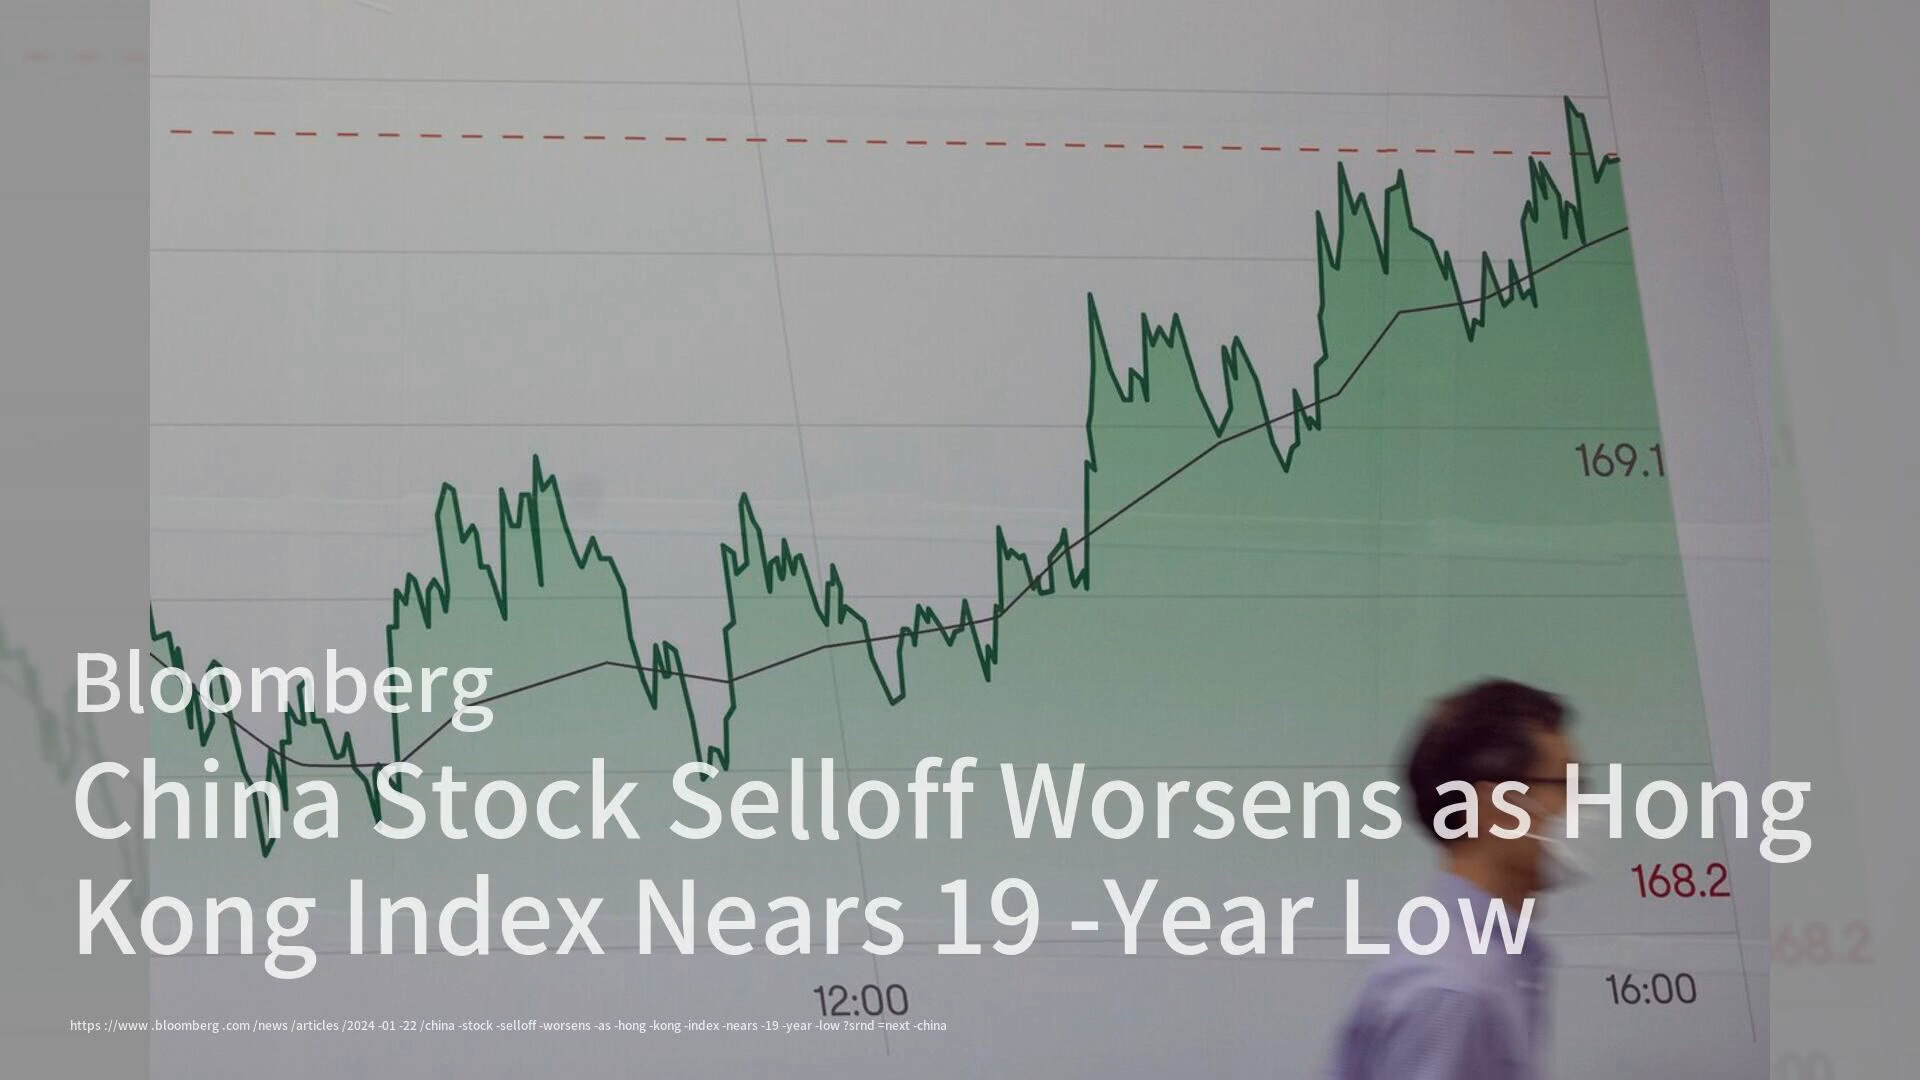 169.1
Bloomberg
China Stock Selloff Worsens as Hong
Kong Index Nears 19 -Year Low
168.2
12:00
16:00
https ://www .bloomberg .com /news /articles /2024 -01 -22 /china -stock -selloff -worsens -as -hong -kong -index -nears -19 -year -low ?srnd =next -china